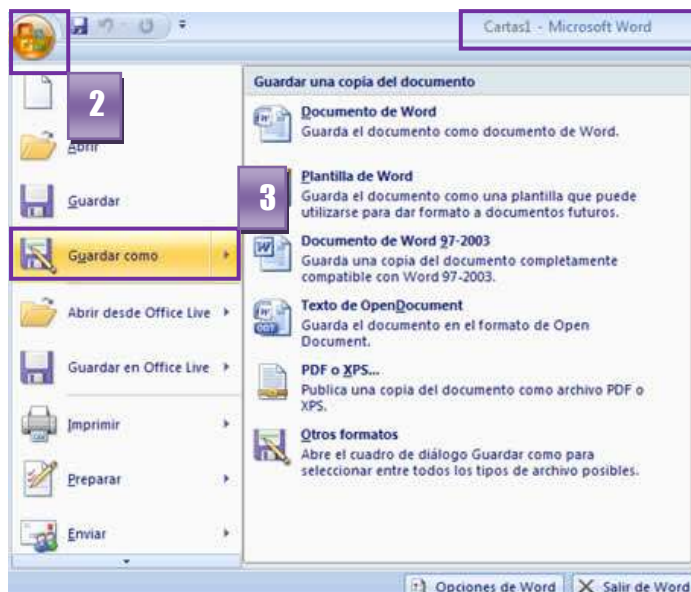 Cartas1 - Microsoft Word
2
Abrir
Guardar
Guardar como
Abrir desde Office Live
Guardar en Office Live
Imprimir
Preparar
Enviar
Guardar una copia del documento
Documento de Word
Guarda el documento como documento de Word.
3
Plantilla de Word
Guarda el documento como una plantilla que puede
utilizarse para dar formato a documentos futuros.
Documento de Word 97-2003
Guarda una copia del documento completamente
compatible con Word 97-2003.
Texto de OpenDocument
Guarda el documento en el formato de Open
Document.
PDF o XPS...
Publica una copia del documento como archivo PDF o
XPS.
Otros formatos
Abre el cuadro de diálogo Guardar como para
seleccionar entre todos los tipos de archivo posibles.
Opciones de Word
Salir de Word